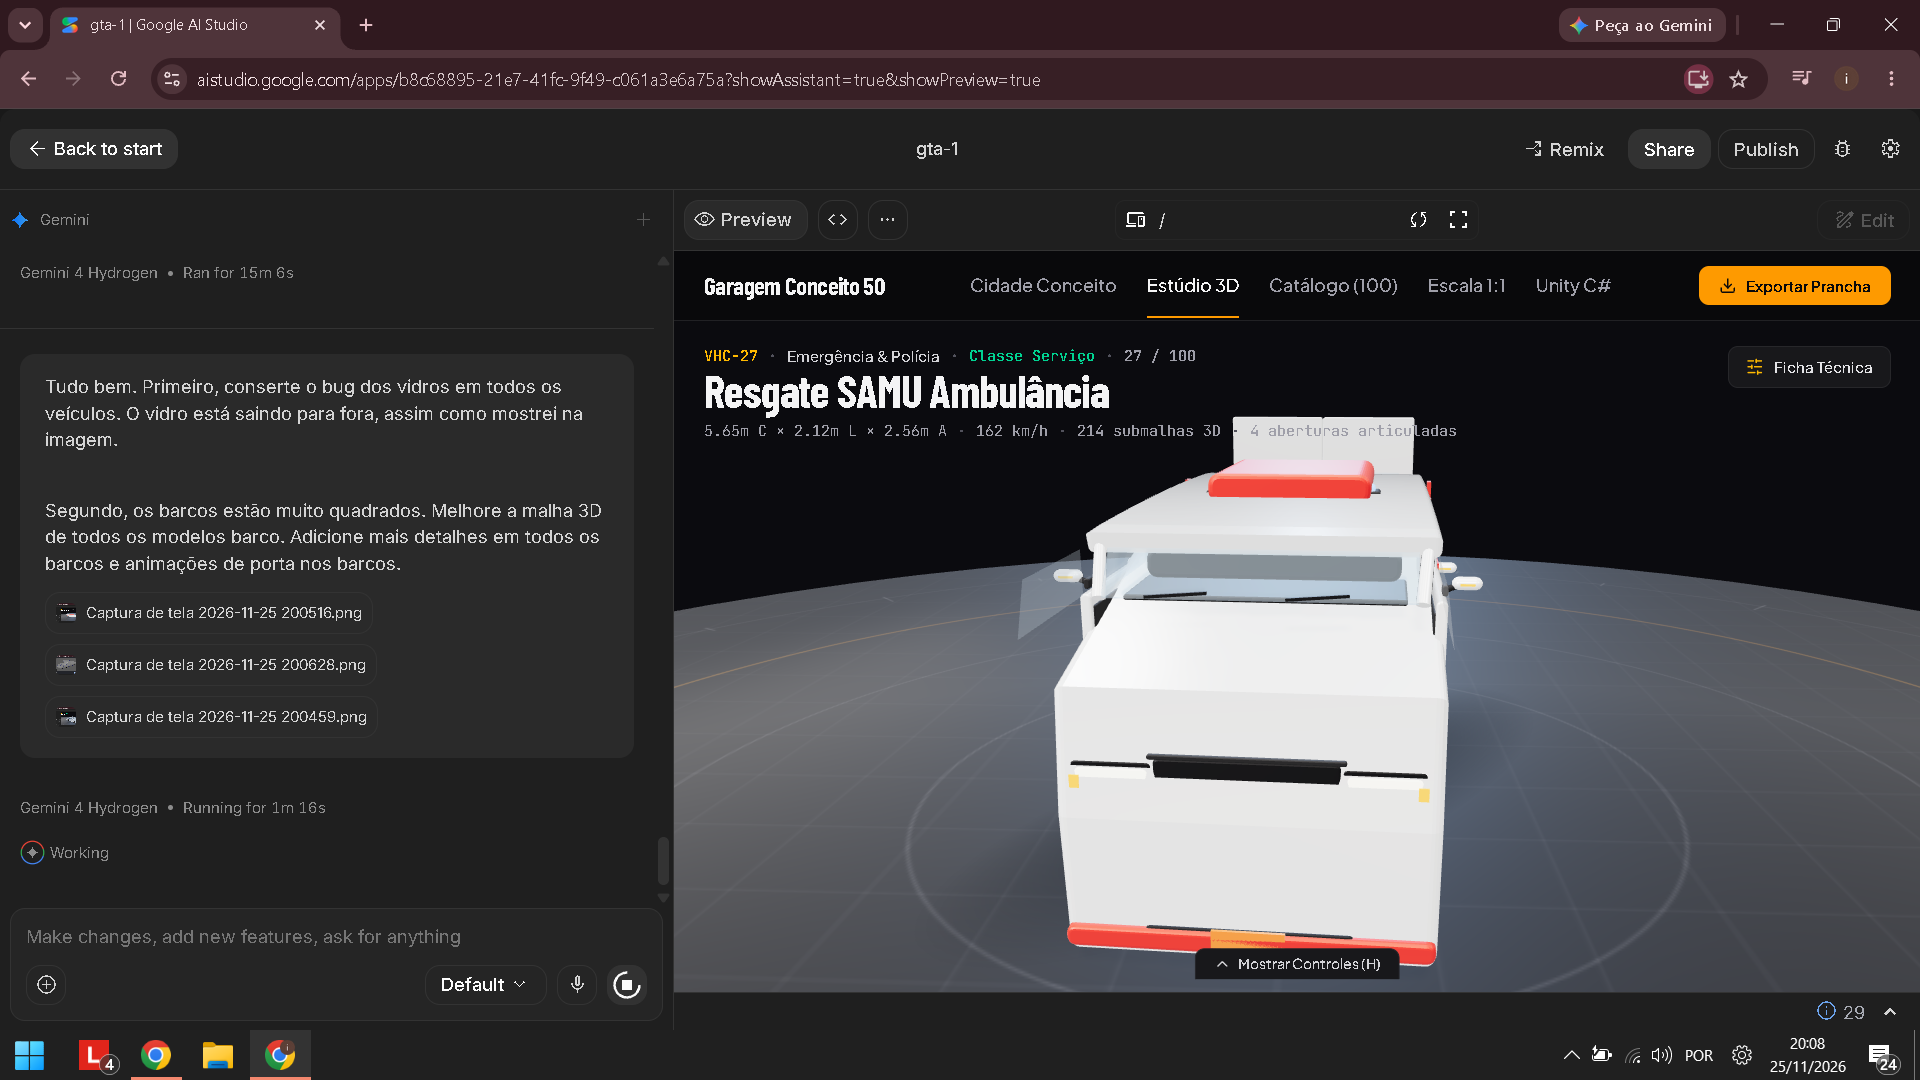 gta-1 | Google AI Studio
Peça ao Gemini
aistudio.google.com/apps/b8c68895-21e7-41fc-9f49-c061a3e6a75a?showAssistant=true&showPreview=true
i
Back to start
gta-1
Remix
Share
Publish
Gemini
Preview
/
Edit
Gemini 4 Hydrogen • Ran for 15m 6s
Tudo bem. Primeiro, conserte o bug dos vidros em todos os
veículos. O vidro está saindo para fora, assim como mostrei na
imagem.
Segundo, os barcos estão muito quadrados. Melhore a malha 3D
de todos os modelos barco. Adicione mais detalhes em todos os
barcos e animações de porta nos barcos.
Captura de tela 2026-11-25 200516.png
Captura de tela 2026-11-25 200628.png
Captura de tela 2026-11-25 200459.png
Gemini 4 Hydrogen • Running for 1m 16s
Working
Make changes, add new features, ask for anything
Default
Garagem Conceito 50
Cidade Conceito
Estúdio 3D
Catálogo (100)
Escala 1:1
Unity C#
Exportar Prancha
VHC-27 · Emergência & Polícia · Classe Serviço · 27 / 100
Resgate SAMU Ambulância
5.65m C × 2.12m L × 2.56m A · 162 km/h · 214 submalhas 3D · 4 aberturas articuladas
Ficha Técnica
Mostrar Controles (H)
29
L
4
POR
20:08
25/11/2026
24